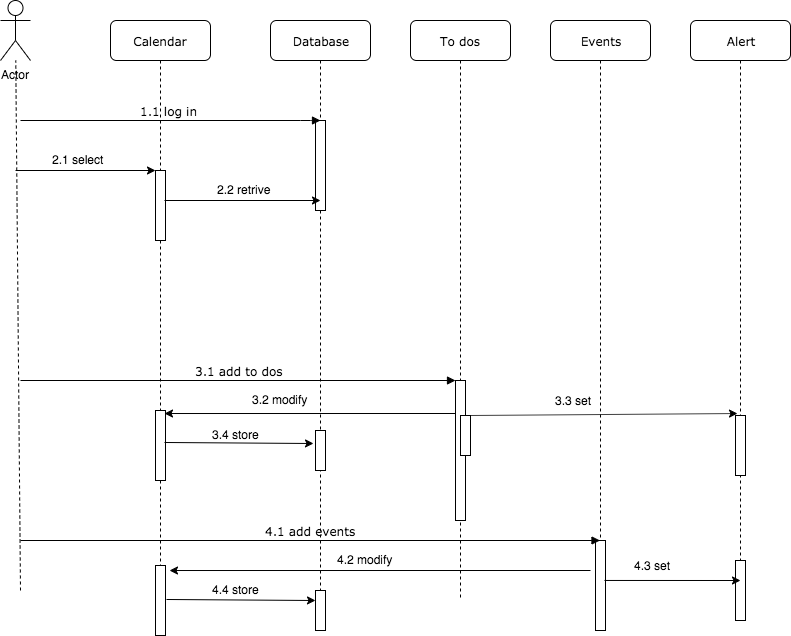 Calendar
Database
To dos
Events
Alert
Actor
1.1 log in
2.1 select
2.2 retrive
3.1 add to dos
3.2 modify
3.3 set
3.4 store
4.1 add events
4.2 modify
4.3 set
4.4 store